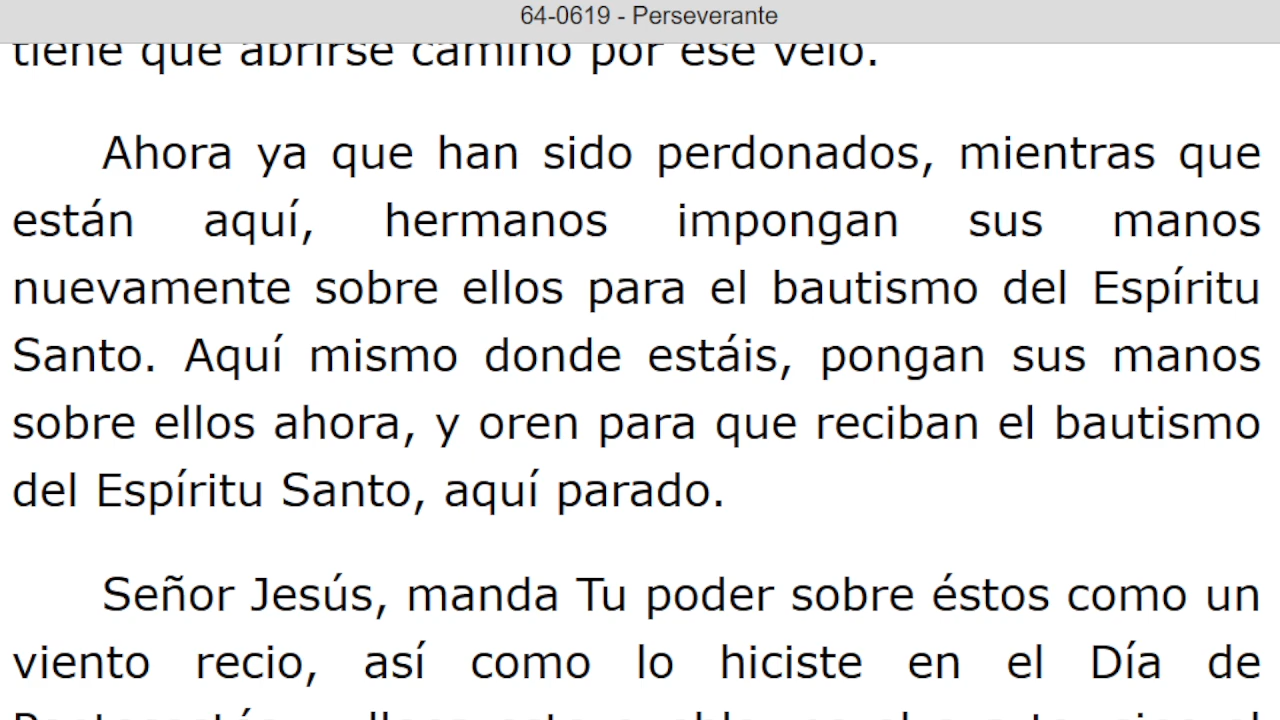 64-0619 - Perseverante
tiene que abrirse camino por ese velo.
Ahora ya que han sido perdonados, mientras que
están aquí, hermanos impongan sus manos
nuevamente sobre ellos para el bautismo del Espíritu
Santo. Aquí mismo donde estáis, pongan sus manos
sobre ellos ahora, y oren para que reciban el bautismo
del Espíritu Santo, aquí parado.
Señor Jesús, manda Tu poder sobre éstos como un
viento recio, así como lo hiciste en el Día de